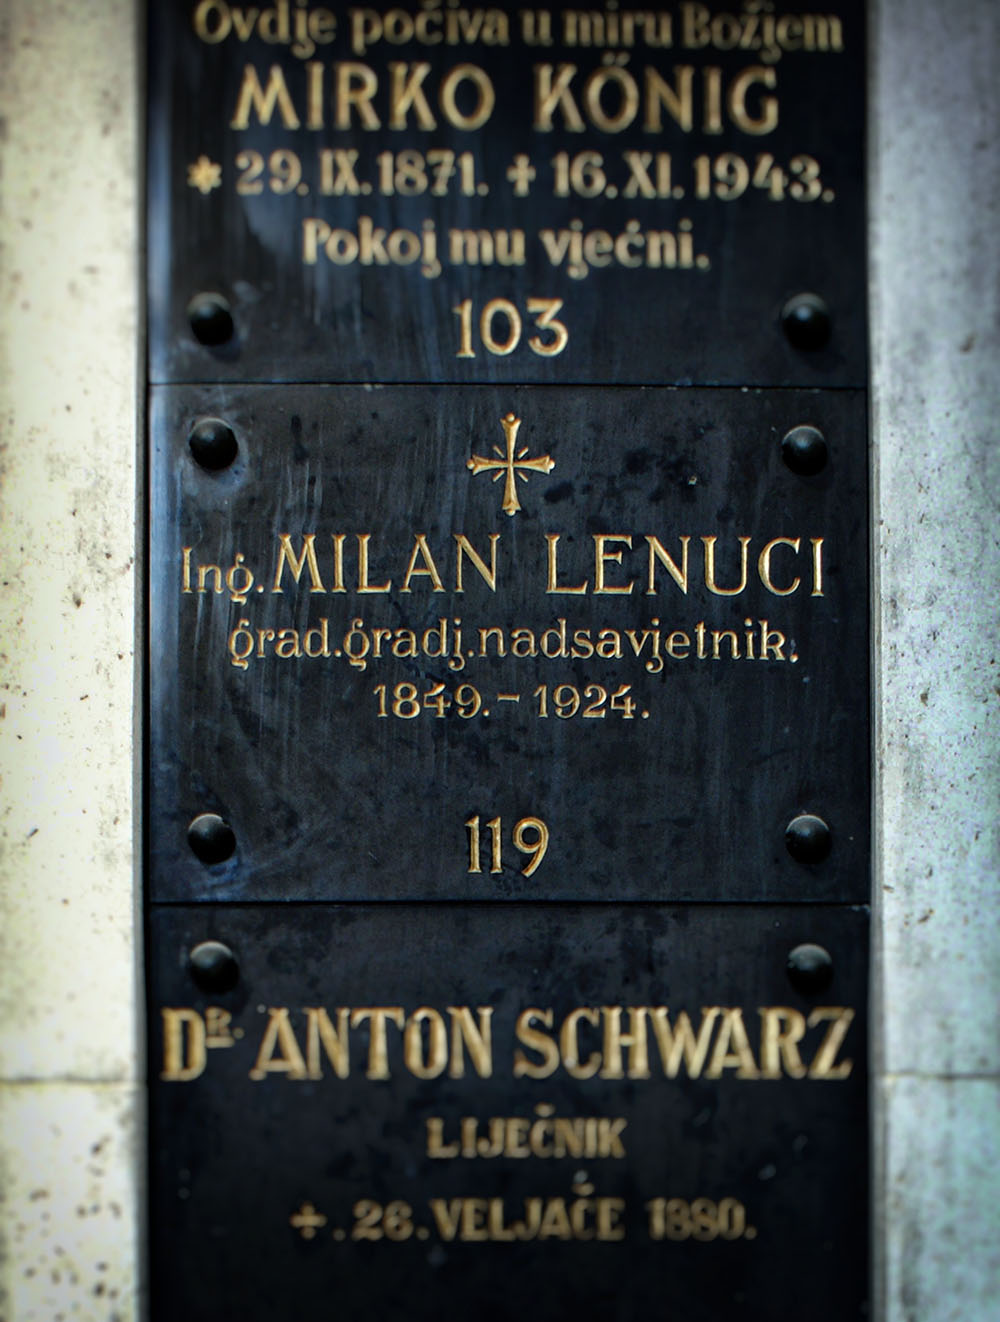 Ovdje počiva u miru Božjem
MIRKO KŐNIG
* 29. IX. 1871. + 16. XI. 1943.
Pokoj mu vječni.
103
Ing. MILAN LENUCI
grad. gradj. nadsavjetnik.
1849. - 1924.
119
DR. ANTON SCHWARZ
LIJEČNIK
+. 26. VELJAČE 1880.